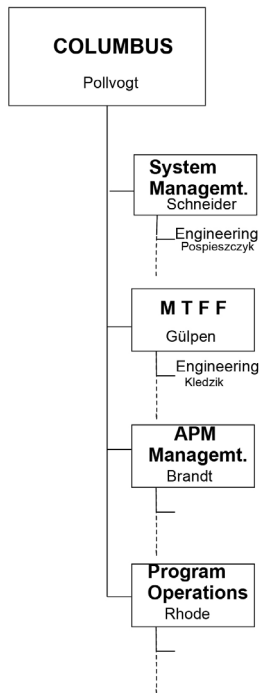 COLUMBUS
Pollvogt
System
Managemt.
Schneider
Engineering
Pospieszczyk
M T F F
Gülpen
Engineering
Kledzik
APM
Managemt.
Brandt
Program
Operations
Rhode